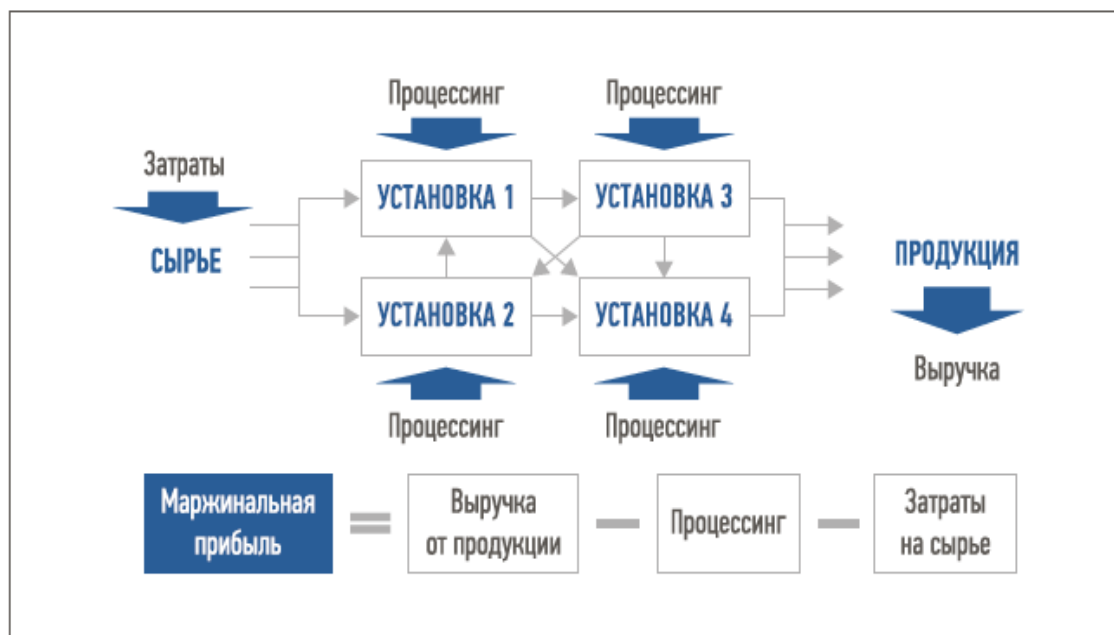 Процессинг
Процессинг
Затраты
УСТАНОВКА 1
УСТАНОВКА 3
СЫРЬЕ
ПРОДУКЦИЯ
УСТАНОВКА 2
УСТАНОВКА 4
Выручка
Процессинг
Процессинг
Маржинальная
прибыль
=
Выручка
от продукции
—
Процессинг
—
Затраты
на сырье